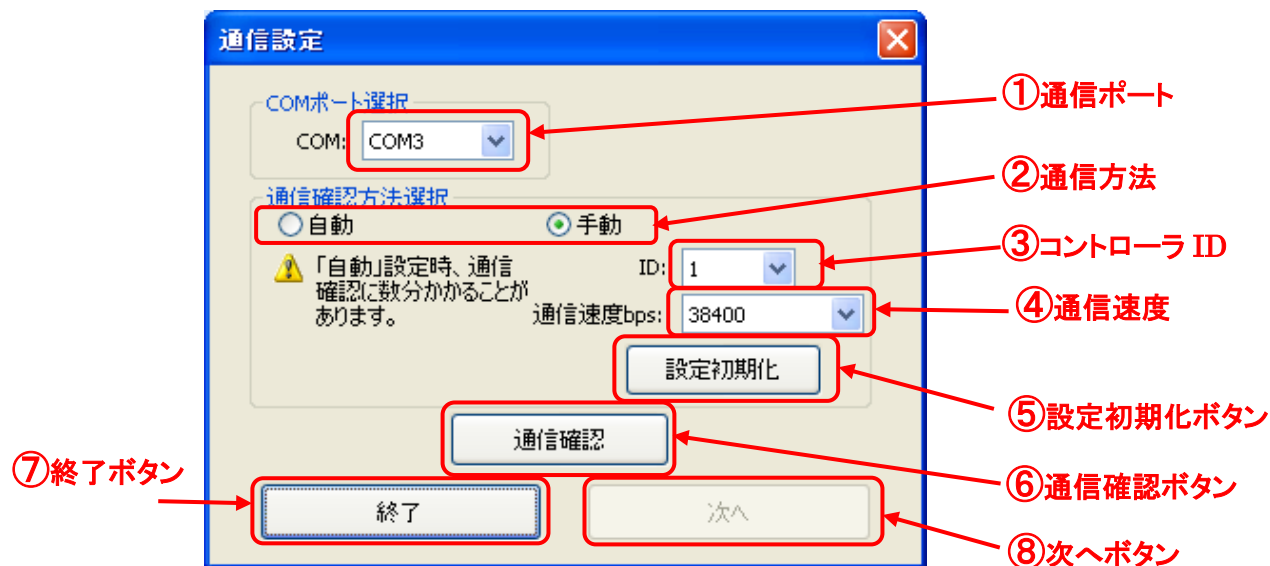 通信設定
COMポート選択
COM: COM3
①通信ポート
通信確認方法選択
自動 手動
②通信方法
「自動」設定時、通信
確認に数分かかることが
あります。
ID: 1
③コントローラ ID
通信速度bps: 38400
④通信速度
設定初期化
⑤設定初期化ボタン
通信確認
⑥通信確認ボタン
⑦終了ボタン
終了
次へ
⑧次へボタン